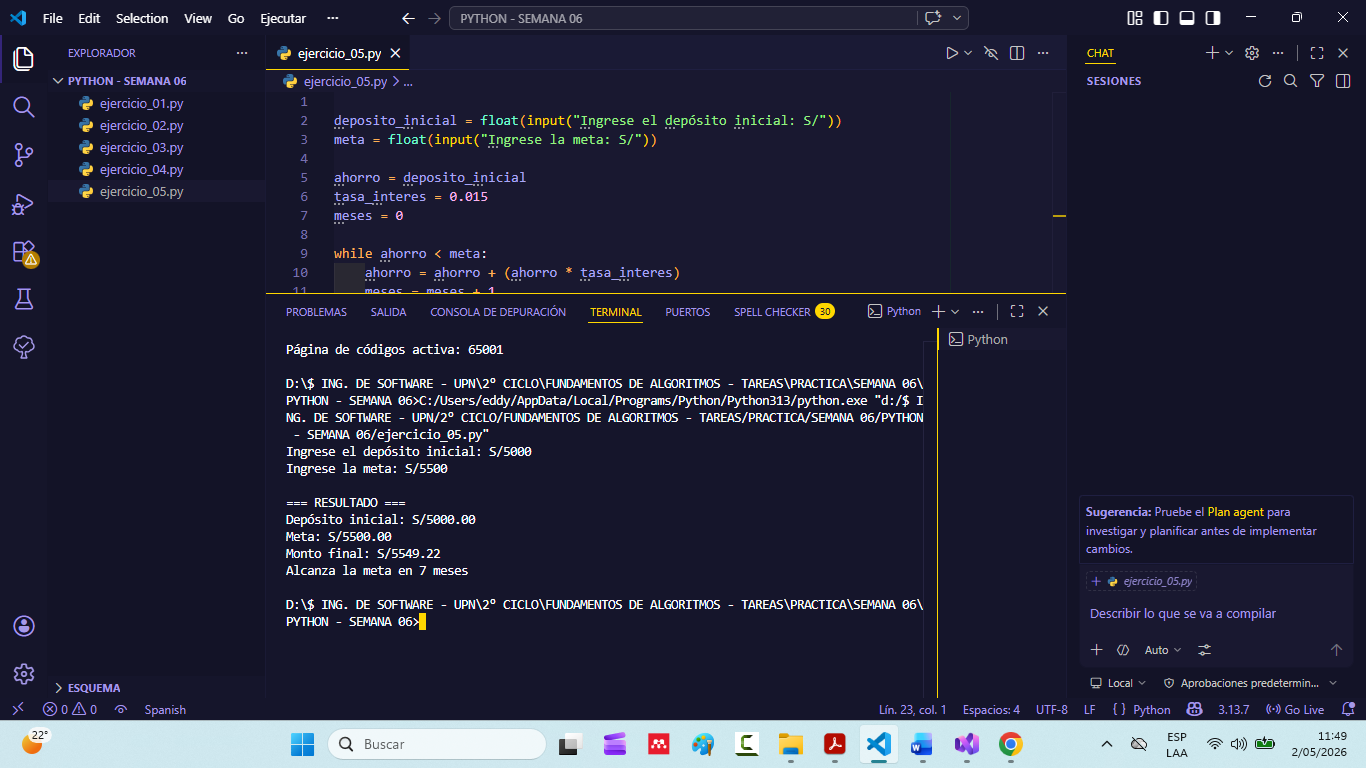 File Edit Selection View Go Ejecutar ···
PYTHON - SEMANA 06
EXPLORADOR ···
PYTHON - SEMANA 06
ejercicio_01.py
ejercicio_02.py
ejercicio_03.py
ejercicio_04.py
ejercicio_05.py
ESQUEMA
ejercicio_05.py
ejercicio_05.py > ...
1
2 deposito_inicial = float(input("Ingrese el depósito inicial: S/"))
3 meta = float(input("Ingrese la meta: S/"))
4
5 ahorro = deposito_inicial
6 tasa_interes = 0.015
7 meses = 0
8
9 while ahorro < meta:
10 ahorro = ahorro + (ahorro * tasa_interes)
11 meses = meses + 1
PROBLEMAS SALIDA CONSOLA DE DEPURACIÓN TERMINAL PUERTOS SPELL CHECKER 30 Python
Python
Página de códigos activa: 65001
D:\$ ING. DE SOFTWARE - UPN\2º CICLO\FUNDAMENTOS DE ALGORITMOS - TAREAS\PRACTICA\SEMANA 06\
PYTHON - SEMANA 06>C:/Users/eddy/AppData/Local/Programs/Python/Python313/python.exe "d:/$ I
NG. DE SOFTWARE - UPN/2º CICLO/FUNDAMENTOS DE ALGORITMOS - TAREAS/PRACTICA/SEMANA 06/PYTHON
- SEMANA 06/ejercicio_05.py"
Ingrese el depósito inicial: S/5000
Ingrese la meta: S/5500
=== RESULTADO ===
Depósito inicial: S/5000.00
Meta: S/5500.00
Monto final: S/5549.22
Alcanza la meta en 7 meses
D:\$ ING. DE SOFTWARE - UPN\2º CICLO\FUNDAMENTOS DE ALGORITMOS - TAREAS\PRACTICA\SEMANA 06\
PYTHON - SEMANA 06>
CHAT
SESIONES
Sugerencia: Pruebe el Plan agent para
investigar y planificar antes de implementar
cambios.
ejercicio_05.py
Describir lo que se va a compilar
Auto
Local Aprobaciones predetermin...
0 0 Spanish
Lín. 23, col. 1 Espacios: 4 UTF-8 LF { } Python 3.13.7 Go Live
22°
Buscar
ESP
LAA
11:49
2/05/2026